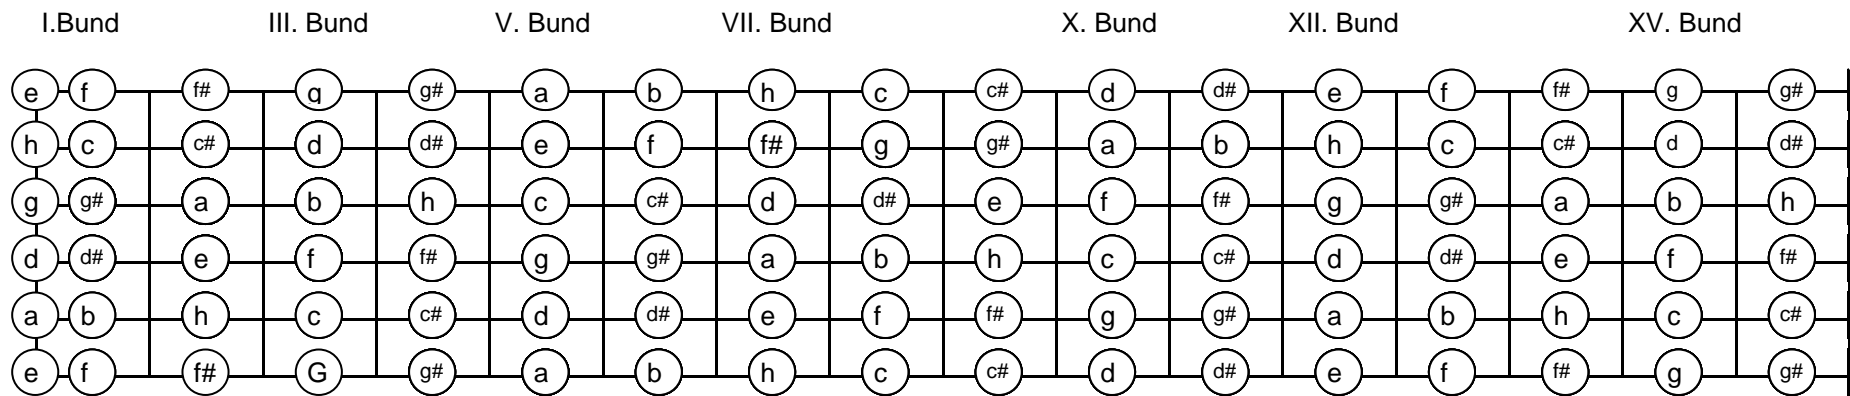 I.Bund III. Bund V. Bund VII. Bund X. Bund XII. Bund XV. Bund
e f f# g g# a b h c c# d d# e f f# g g#
h c c# d d# e f f# g g# a b h c c# d d#
g g# a b h c c# d d# e f f# g g# a b h
d d# e f f# g g# a b h c c# d d# e f f#
a b h c c# d d# e f f# g g# a b h c c#
e f f# G g# a b h c c# d d# e f f# g g#